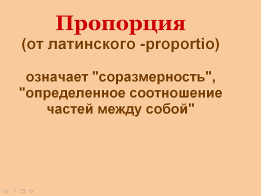 Пропорция
(от латинского -proportio)
означает "соразмерность",
"определенное соотношение
частей между собой"